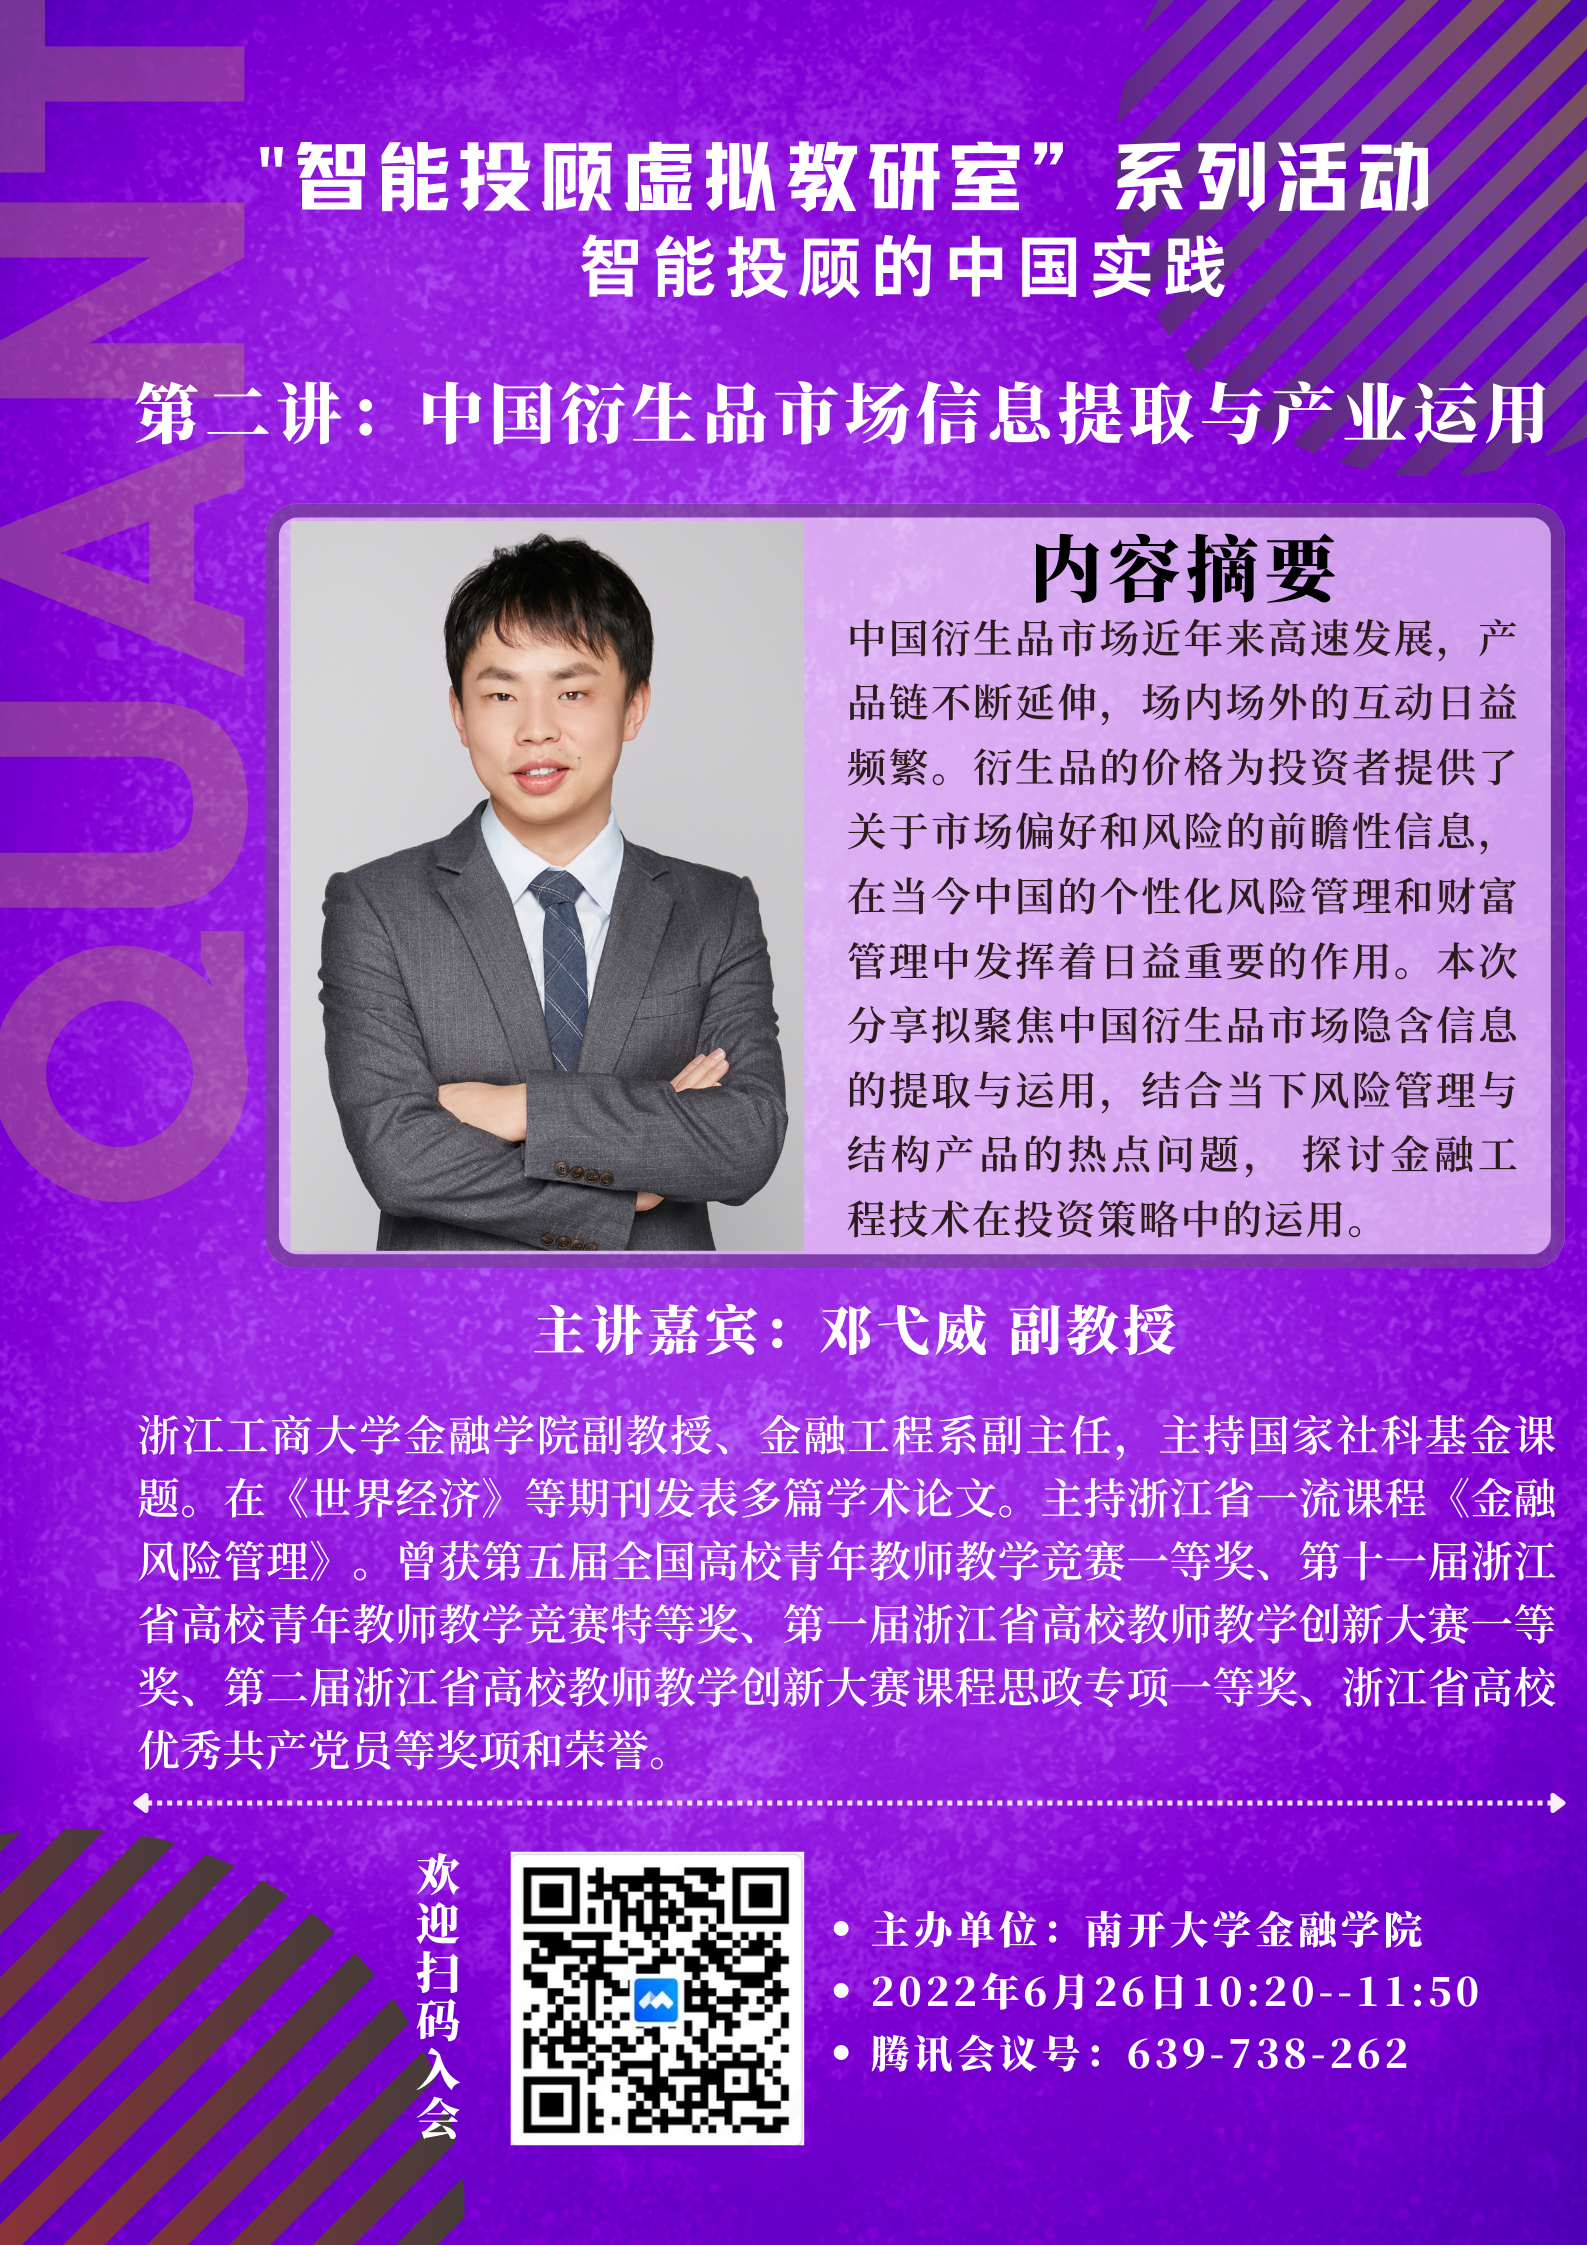 QUANT
"智能投顾虚拟教研室”系列活动
智能投顾的中国实践
第二讲：中国衍生品市场信息提取与产业运用
内容摘要
中国衍生品市场近年来高速发展，产
品链不断延伸，场内场外的互动日益
频繁。衍生品的价格为投资者提供了
关于市场偏好和风险的前瞻性信息，
在当今中国的个性化风险管理和财富
管理中发挥着日益重要的作用。本次
分享拟聚焦中国衍生品市场隐含信息
的提取与运用，结合当下风险管理与
结构产品的热点问题， 探讨金融工
程技术在投资策略中的运用。
主讲嘉宾：邓弋威 副教授
浙江工商大学金融学院副教授、金融工程系副主任，主持国家社科基金课
题。在《世界经济》等期刊发表多篇学术论文。主持浙江省一流课程《金融
风险管理》。曾获第五届全国高校青年教师教学竞赛一等奖、第十一届浙江
省高校青年教师教学竞赛特等奖、第一届浙江省高校教师教学创新大赛一等
奖、第二届浙江省高校教师教学创新大赛课程思政专项一等奖、浙江省高校
优秀共产党员等奖项和荣誉。
欢迎扫码入会
• 主办单位：南开大学金融学院
• 2022年6月26日10:20--11:50
• 腾讯会议号：639-738-262